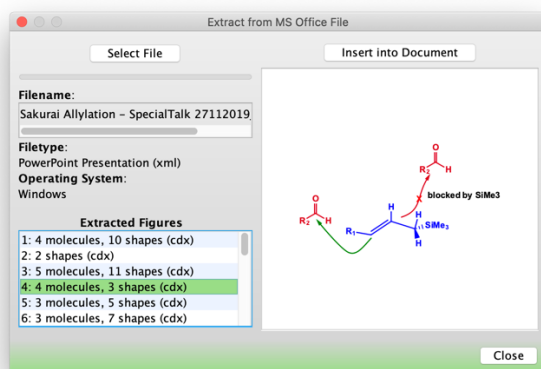 Extract from MS Office File
Select File
Insert into Document
Filename:
Sakurai Allylation - SpecialTalk 27112019
Filetype:
PowerPoint Presentation (xml)
Operating System:
Windows
Extracted Figures
1: 4 molecules, 10 shapes (cdx)
2: 2 shapes (cdx)
3: 5 molecules, 11 shapes (cdx)
4: 4 molecules, 3 shapes (cdx)
5: 3 molecules, 5 shapes (cdx)
6: 3 molecules, 7 shapes (cdx)
O
R2 H
blocked by SiMe3
O
R2 H
H
H
R1
SiMe3
H
Close